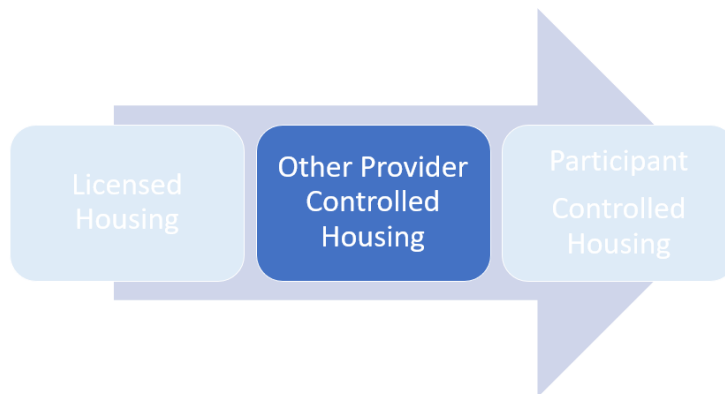 Licensed
Housing
Other Provider
Controlled
Housing
Participant
Controlled
Housing